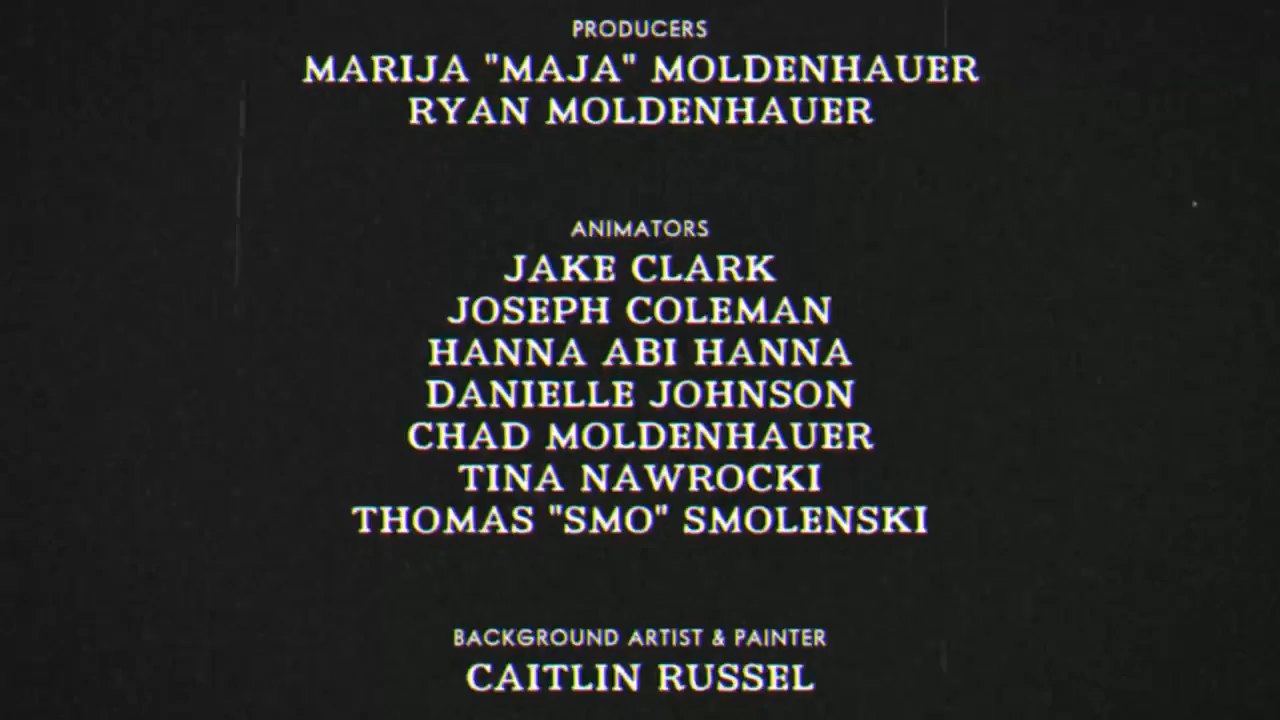 PRODUCERS
MARIJA "MAJA" MOLDENHAUER
RYAN MOLDENHAUER
ANIMATORS
JAKE CLARK
JOSEPH COLEMAN
HANNA ABI HANNA
DANIELLE JOHNSON
CHAD MOLDENHAUER
TINA NAWROCKI
THOMAS "SMO" SMOLENSKI
BACKGROUND ARTIST & PAINTER
CAITLIN RUSSEL